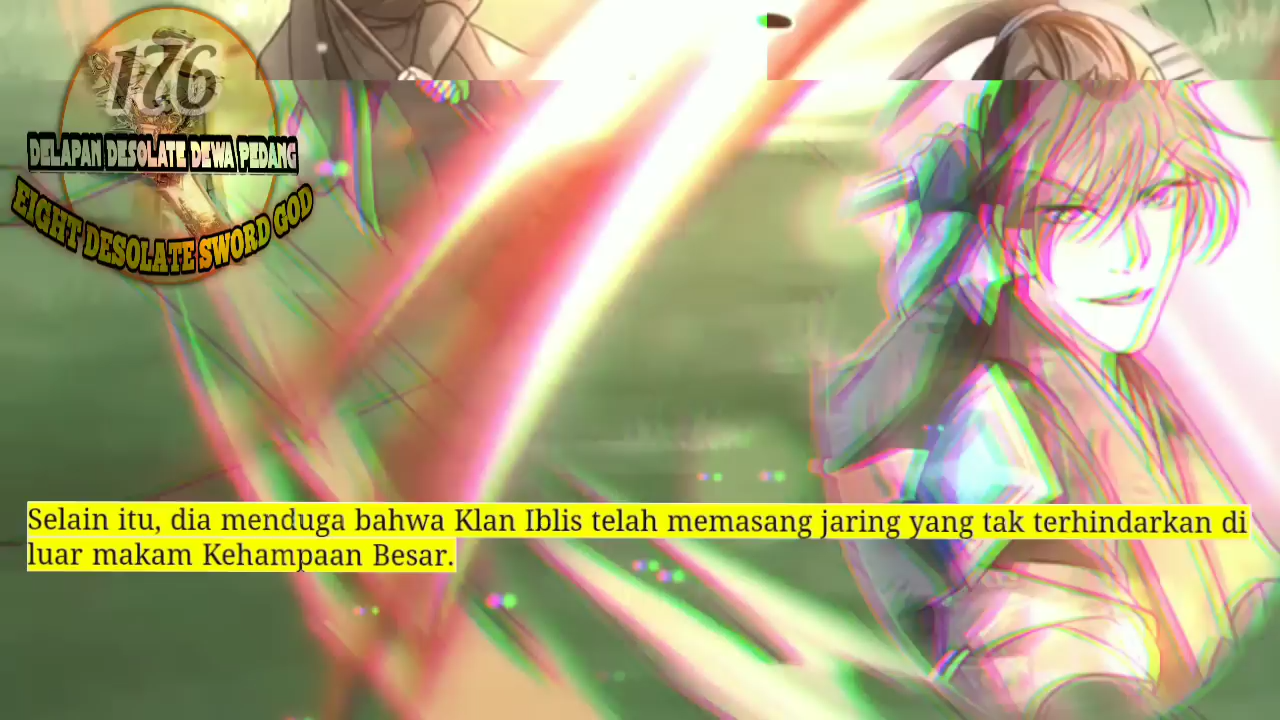 176
DELAPAN DESOLATE DEWA PEDANG
EIGHT DESOLATE SWORD GOD
Selain itu, dia menduga bahwa Klan Iblis telah memasang jaring yang tak terhindarkan di
luar makam Kehampaan Besar.